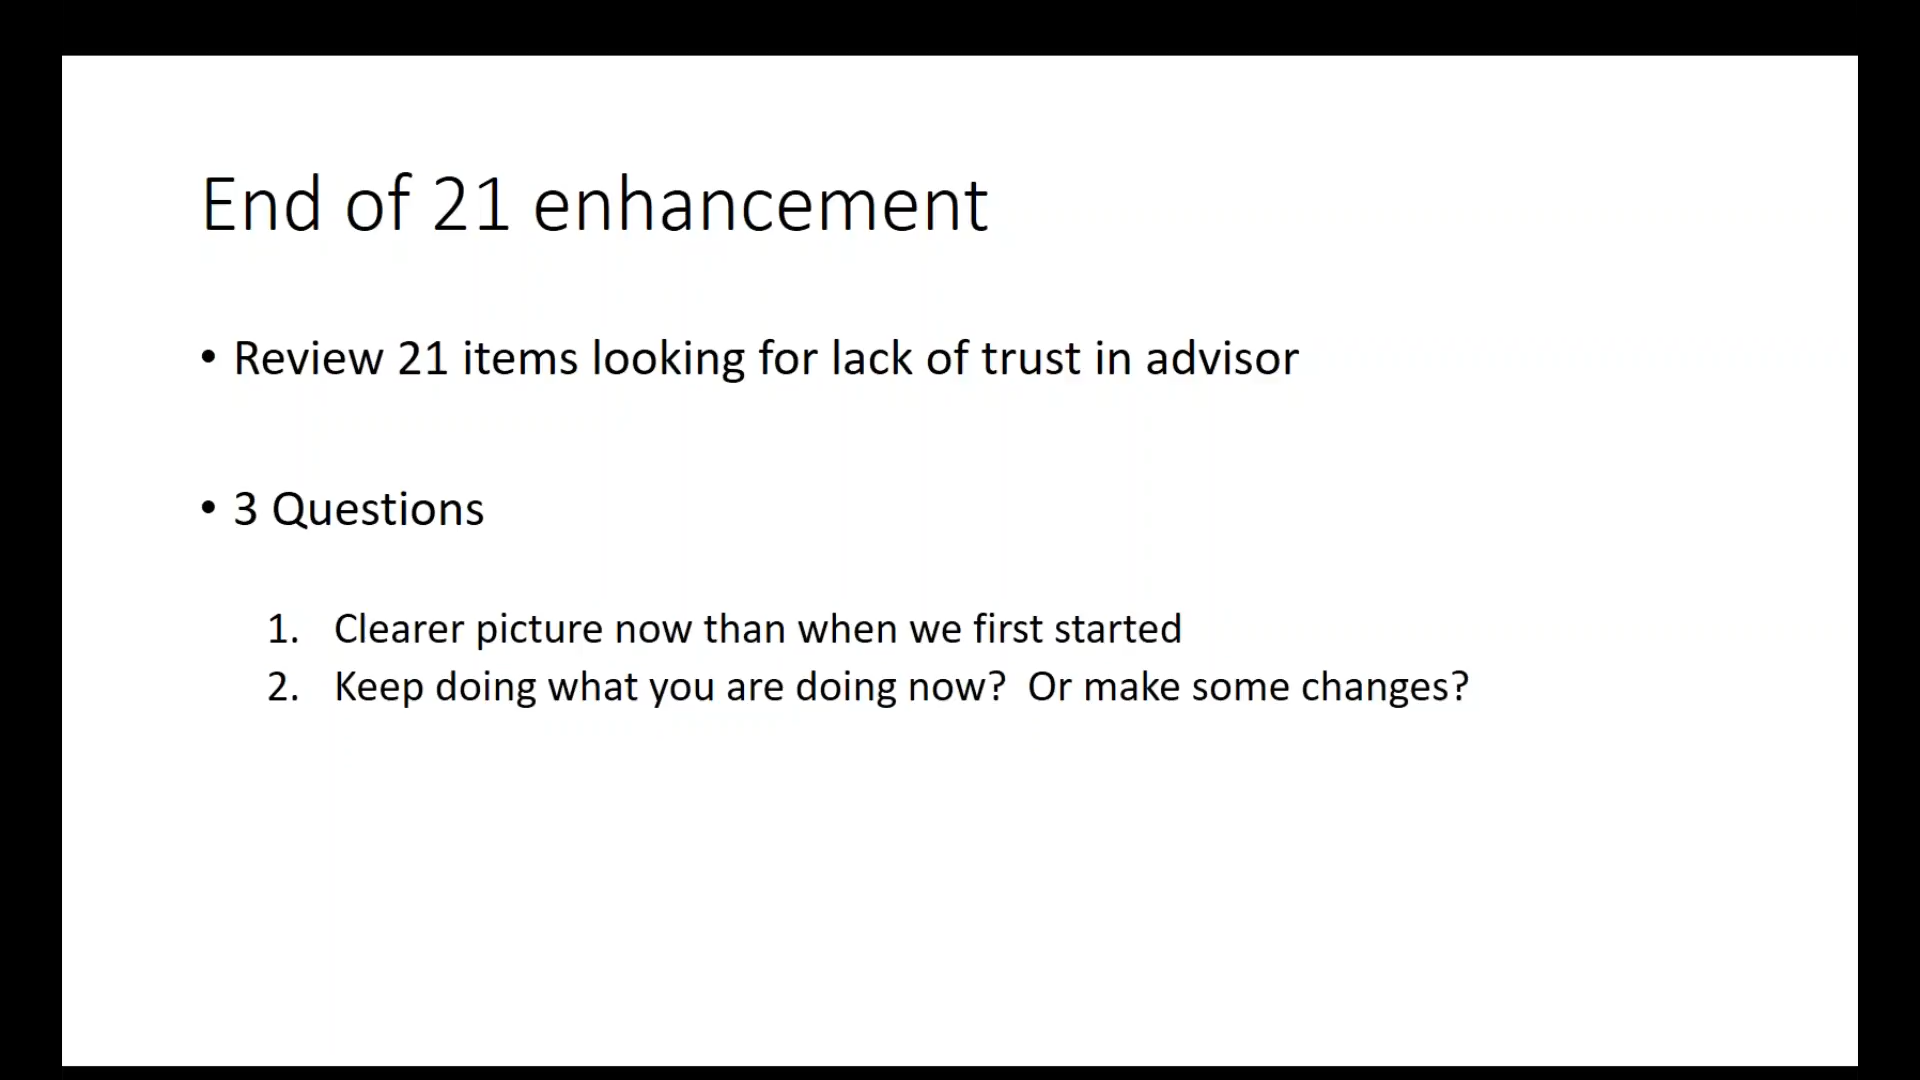 End of 21 enhancement
• Review 21 items looking for lack of trust in advisor
• 3 Questions
1. Clearer picture now than when we first started
2. Keep doing what you are doing now?  Or make some changes?